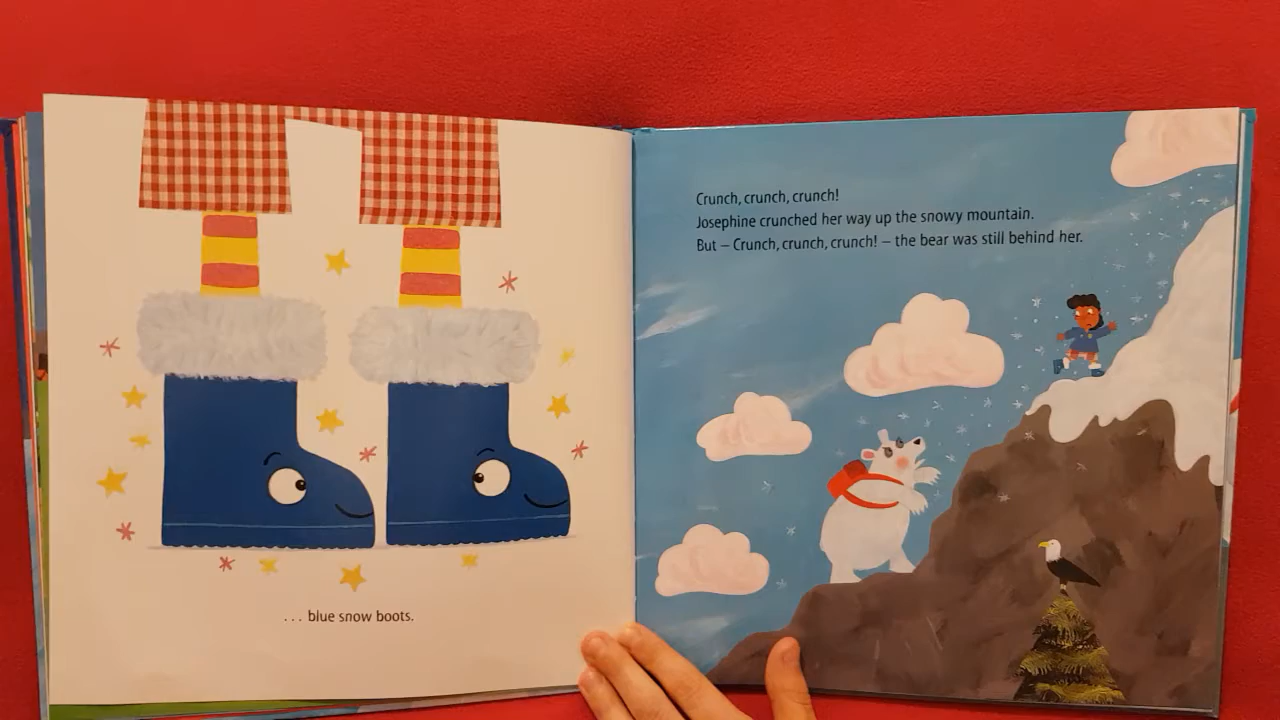 . . . blue snow boots.
Crunch, crunch, crunch!
Josephine crunched her way up the snowy mountain.
But – Crunch, crunch, crunch! – the bear was still behind her.